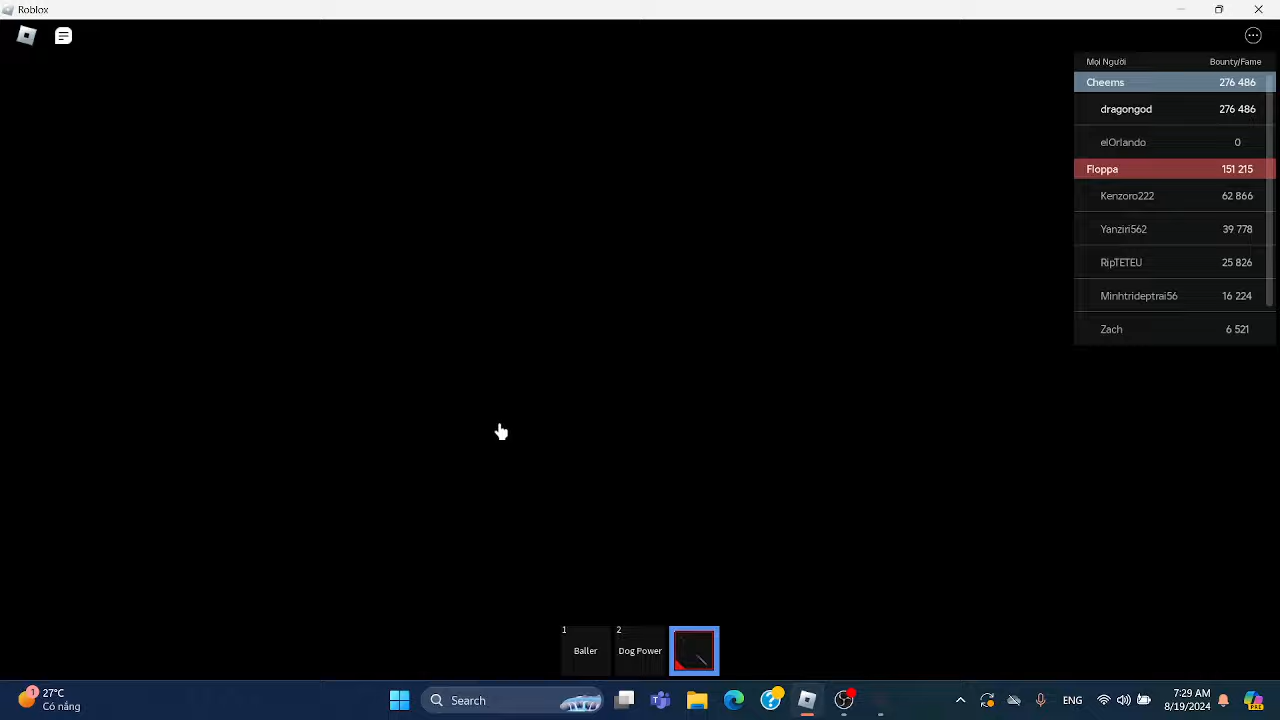 Roblox
Mọi Người Bounty/Fame
Cheems 276 486
dragongod 276 486
elOrlando 0
Floppa 151 215
Kenzoro222 62 866
Yanziri562 39 778
RipTETEU 25 826
Minhtrideptrai56 16 224
Zach 6 521
1 Baller
2 Dog Power
1
27°C
Có nắng
Search
ENG
7:29 AM
8/19/2024